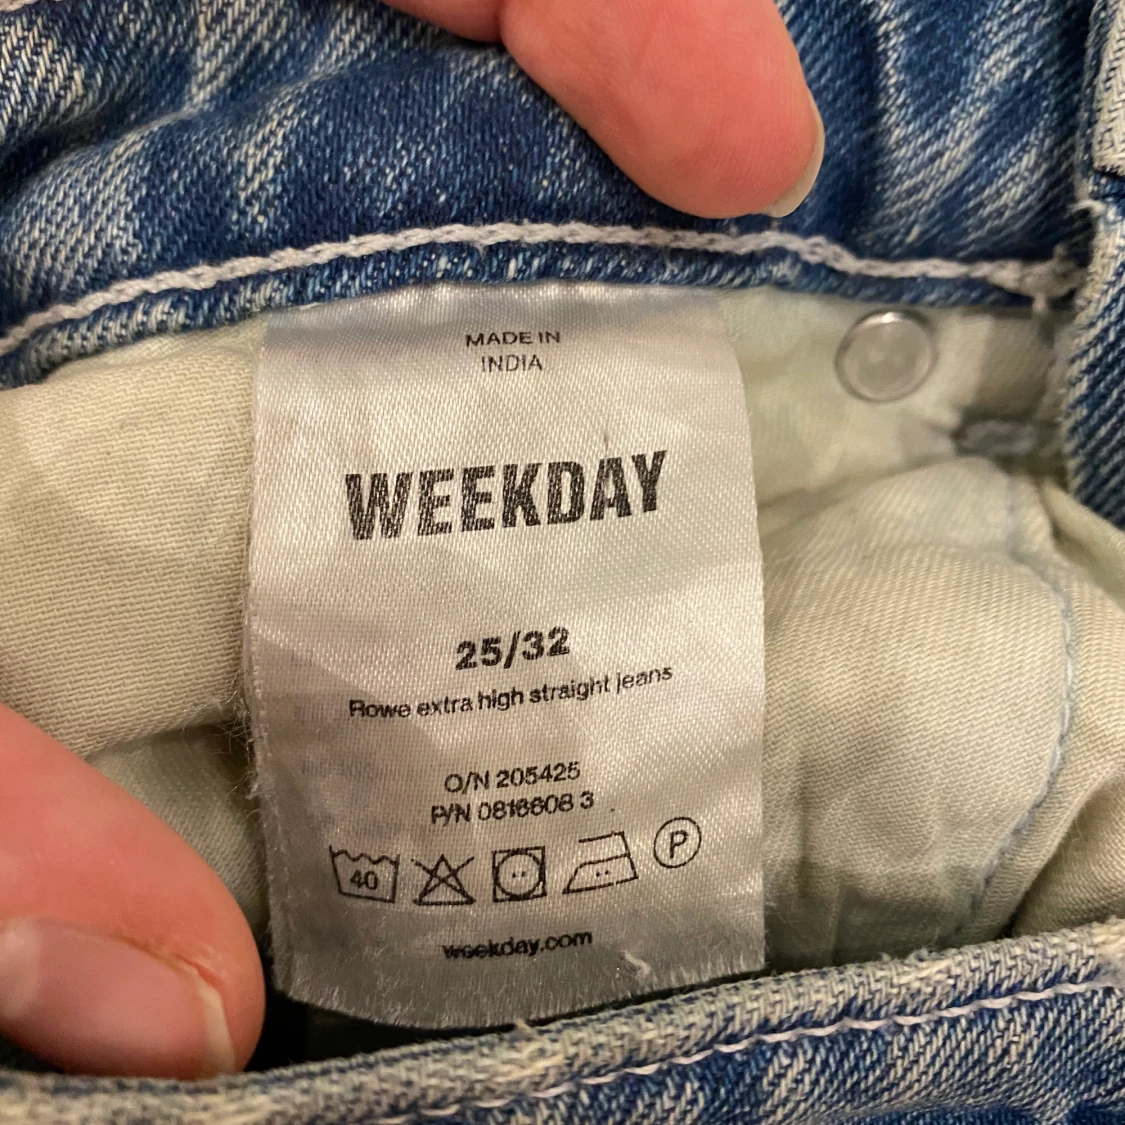 MADE IN
INDIA
WEEKDAY
25/32
Rowe extra high straight jeans
O/N 205425
P/N 0816608 3
40
P
weekday.com